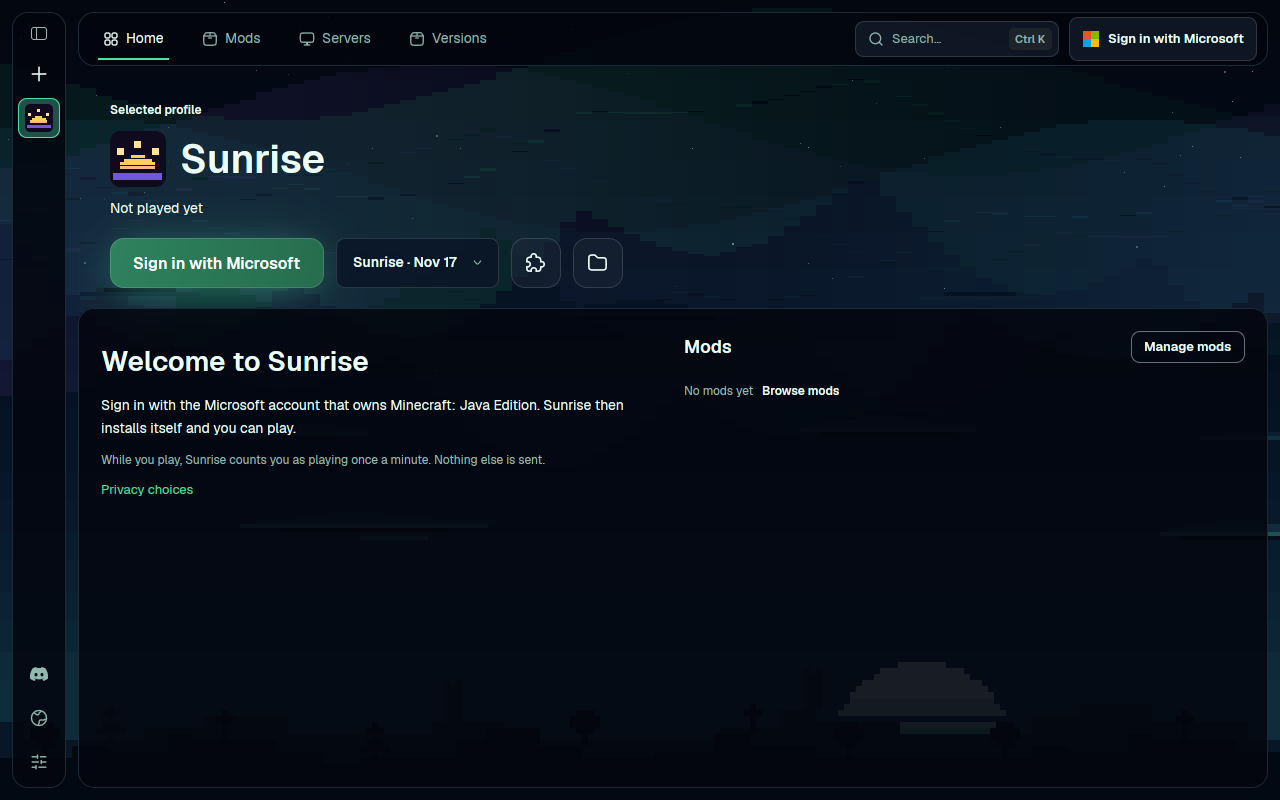 Home
Mods
Servers
Versions
Search...
Ctrl K
Sign in with Microsoft
Selected profile
Sunrise
Not played yet
Sign in with Microsoft
Sunrise · Nov 17
Welcome to Sunrise
Sign in with the Microsoft account that owns Minecraft: Java Edition. Sunrise then
installs itself and you can play.
While you play, Sunrise counts you as playing once a minute. Nothing else is sent.
Privacy choices
Mods
Manage mods
No mods yet Browse mods